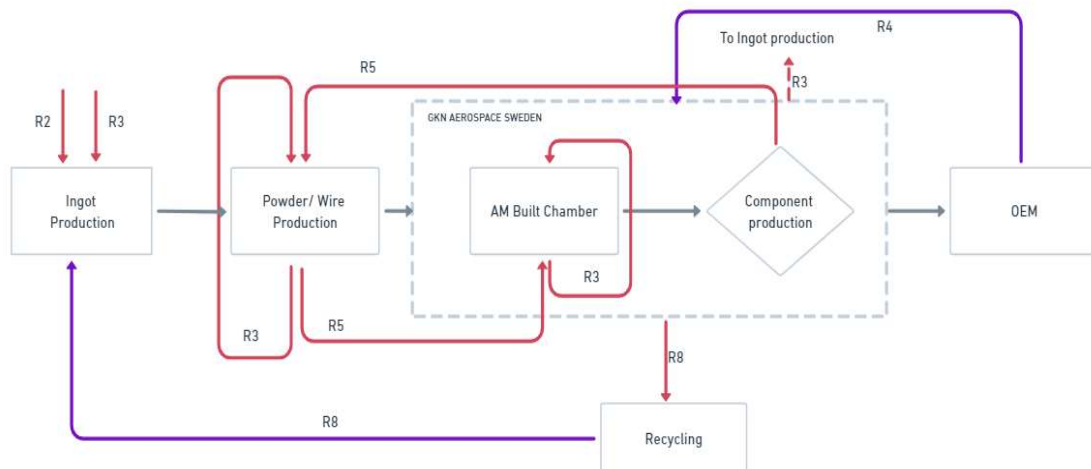 R4
To Ingot production
R5
R3
GKN AEROSPACE SWEDEN
R2
R3
Ingot
Production
Powder/ Wire
Production
AM Built Chamber
Component
production
OEM
R3
R5
R3
R8
R8
Recycling